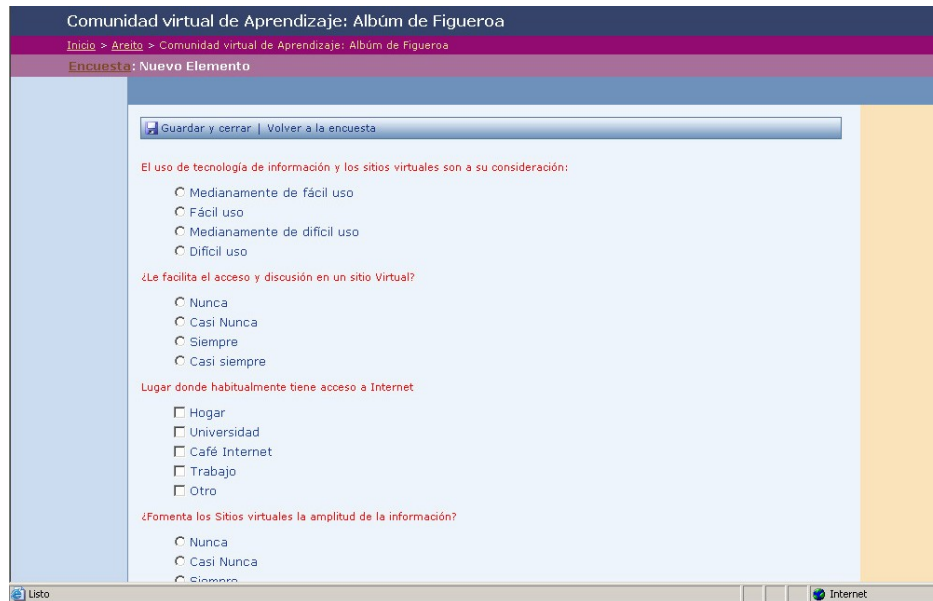 Comunidad virtual de Aprendizaje: Albúm de Figueroa
Inicio > Areito > Comunidad virtual de Aprendizaje: Albúm de Figueroa
Encuesta: Nuevo Elemento
Guardar y cerrar | Volver a la encuesta
El uso de tecnología de información y los sitios virtuales son a su consideración:
Medianamente de fácil uso
Fácil uso
Medianamente de difícil uso
Difícil uso
¿Le facilita el acceso y discusión en un sitio Virtual?
Nunca
Casi Nunca
Siempre
Casi siempre
Lugar donde habitualmente tiene acceso a Internet
Hogar
Universidad
Café Internet
Trabajo
Otro
¿Fomenta los Sitios virtuales la amplitud de la información?
Nunca
Casi Nunca
Siempre
Listo
Internet